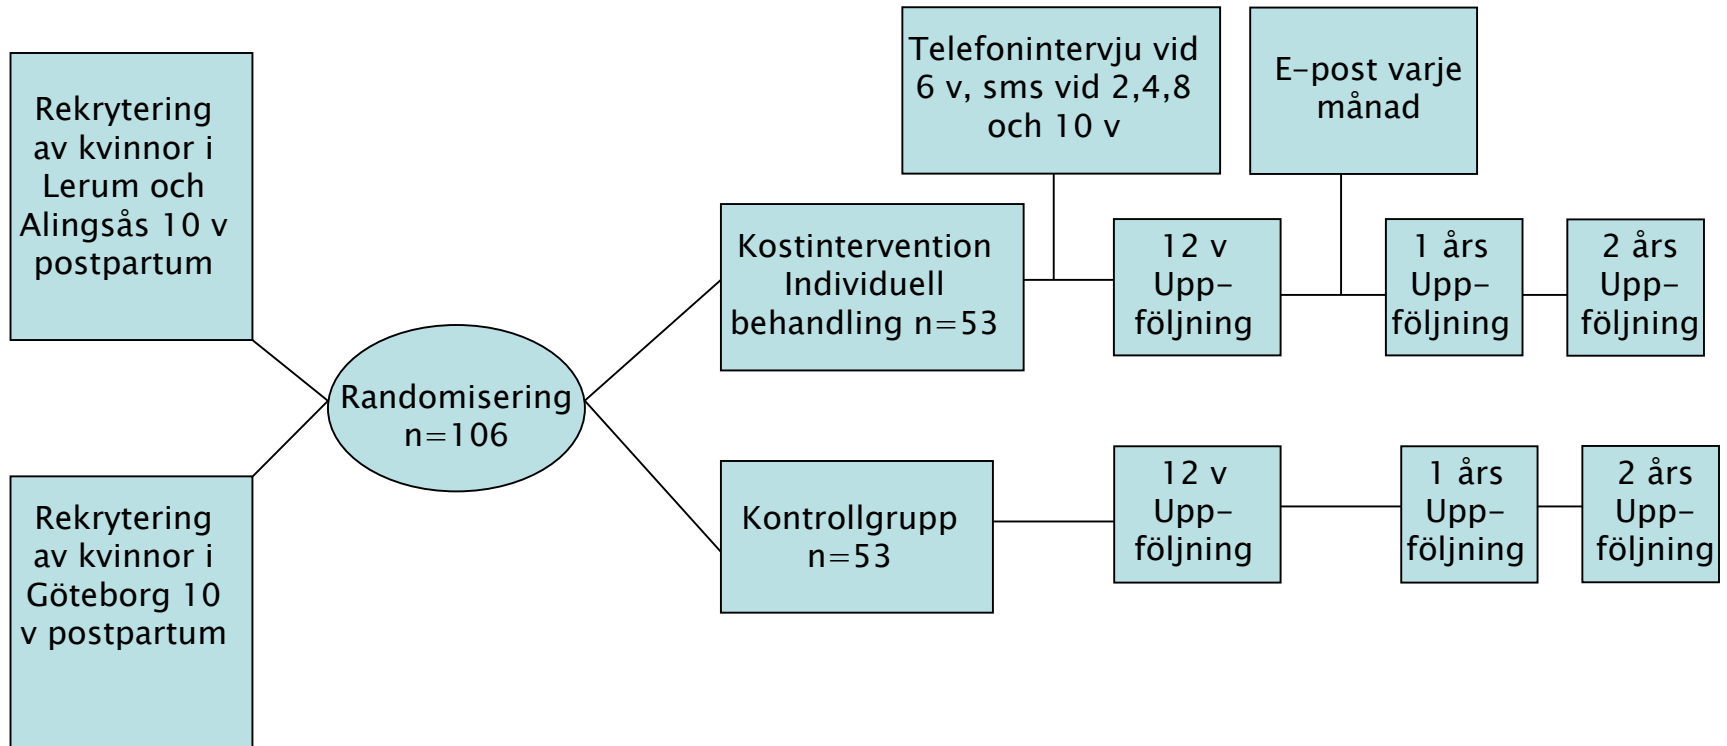 Rekrytering
av kvinnor i
Lerum och
Alingsås 10 v
postpartum
Rekrytering
av kvinnor i
Göteborg 10
v postpartum
Randomisering
n=106
Telefonintervju vid
6 v, sms vid 2,4,8
och 10 v
E-post varje
månad
Kostintervention
Individuell
behandling n=53
12 v
Upp-
följning
1 års
Upp-
följning
2 års
Upp-
följning
Kontrollgrupp
n=53
12 v
Upp-
följning
1 års
Upp-
följning
2 års
Upp-
följning